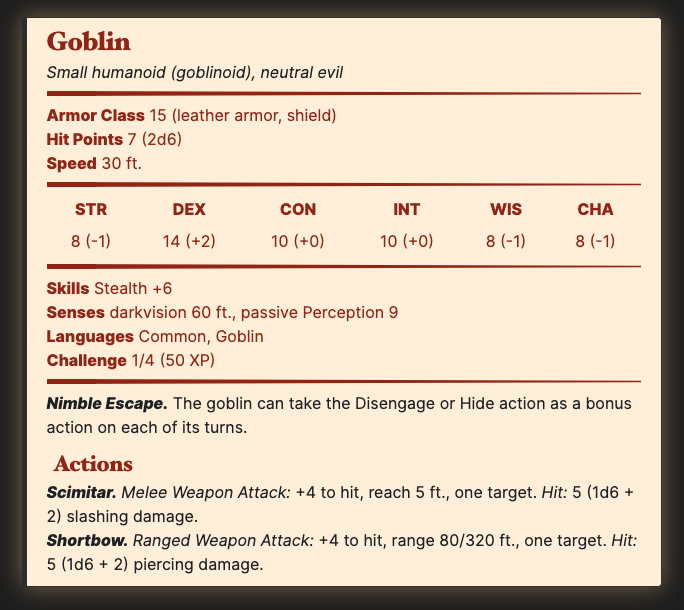 Goblin
Small humanoid (goblinoid), neutral evil
Armor Class 15 (leather armor, shield)
Hit Points 7 (2d6)
Speed 30 ft.
STR DEX CON INT WIS CHA
8 (-1) 14 (+2) 10 (+0) 10 (+0) 8 (-1) 8 (-1)
Skills Stealth +6
Senses darkvision 60 ft., passive Perception 9
Languages Common, Goblin
Challenge 1/4 (50 XP)
Nimble Escape. The goblin can take the Disengage or Hide action as a bonus
action on each of its turns.
Actions
Scimitar. Melee Weapon Attack: +4 to hit, reach 5 ft., one target. Hit: 5 (1d6 +
2) slashing damage.
Shortbow. Ranged Weapon Attack: +4 to hit, range 80/320 ft., one target. Hit:
5 (1d6 + 2) piercing damage.